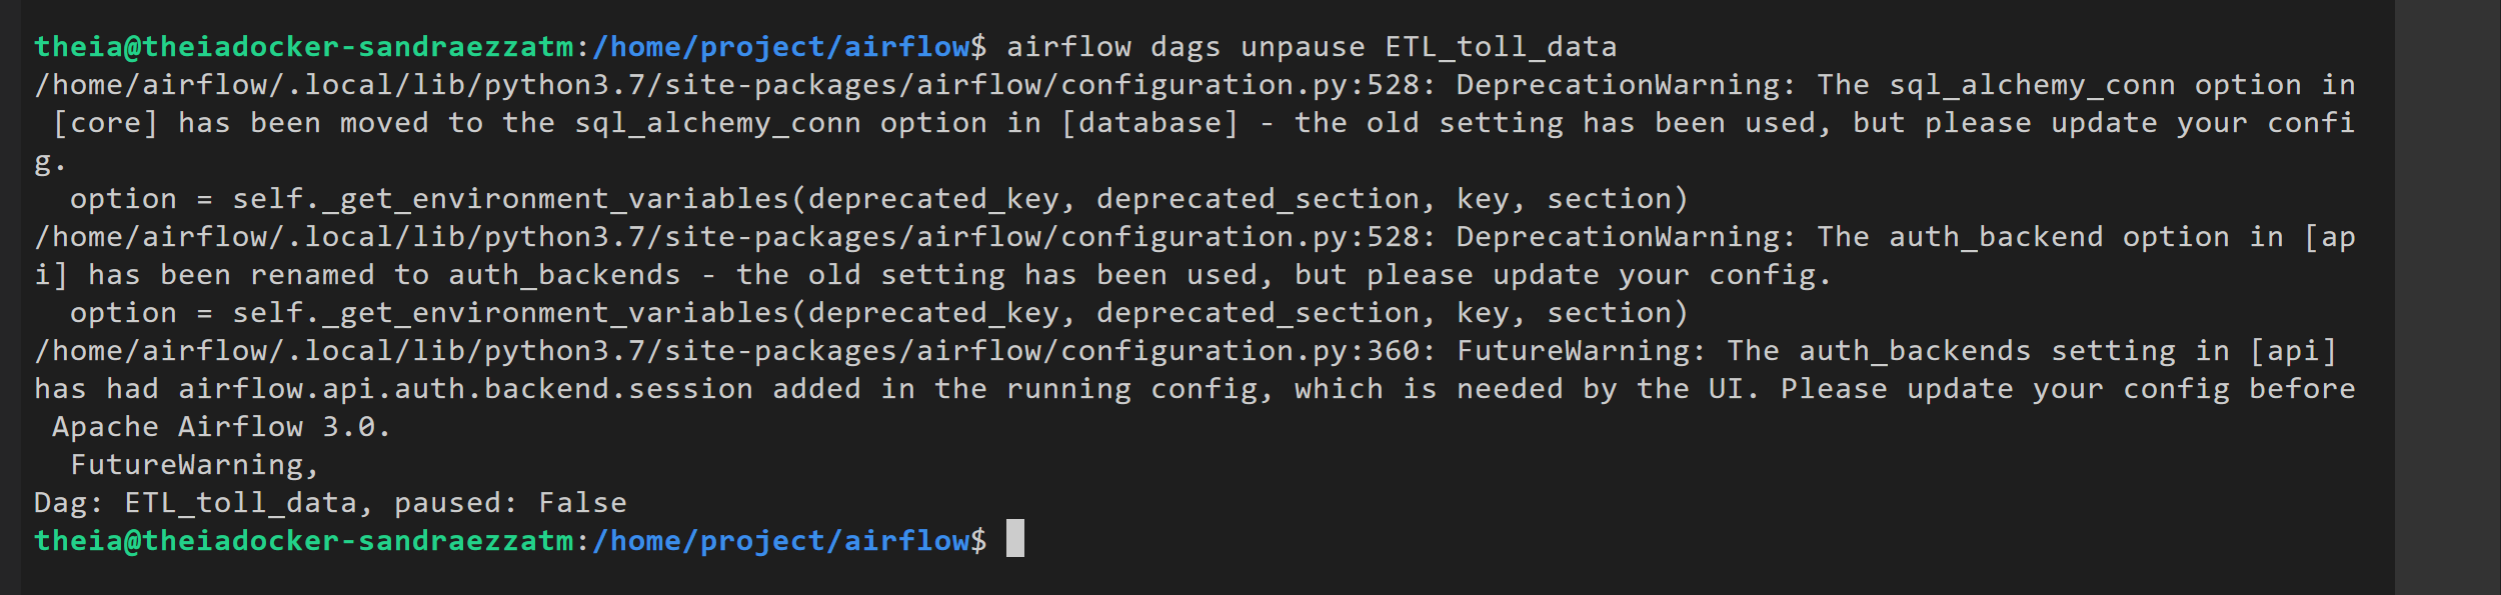 theia@theiadocker-sandraezzatm:/home/project/airflow$ airflow dags unpause ETL_toll_data
/home/airflow/.local/lib/python3.7/site-packages/airflow/configuration.py:528: DeprecationWarning: The sql_alchemy_conn option in
 [core] has been moved to the sql_alchemy_conn option in [database] - the old setting has been used, but please update your confi
g.
  option = self._get_environment_variables(deprecated_key, deprecated_section, key, section)
/home/airflow/.local/lib/python3.7/site-packages/airflow/configuration.py:528: DeprecationWarning: The auth_backend option in [ap
i] has been renamed to auth_backends - the old setting has been used, but please update your config.
  option = self._get_environment_variables(deprecated_key, deprecated_section, key, section)
/home/airflow/.local/lib/python3.7/site-packages/airflow/configuration.py:360: FutureWarning: The auth_backends setting in [api]
has had airflow.api.auth.backend.session added in the running config, which is needed by the UI. Please update your config before
 Apache Airflow 3.0.
  FutureWarning,
Dag: ETL_toll_data, paused: False
theia@theiadocker-sandraezzatm:/home/project/airflow$